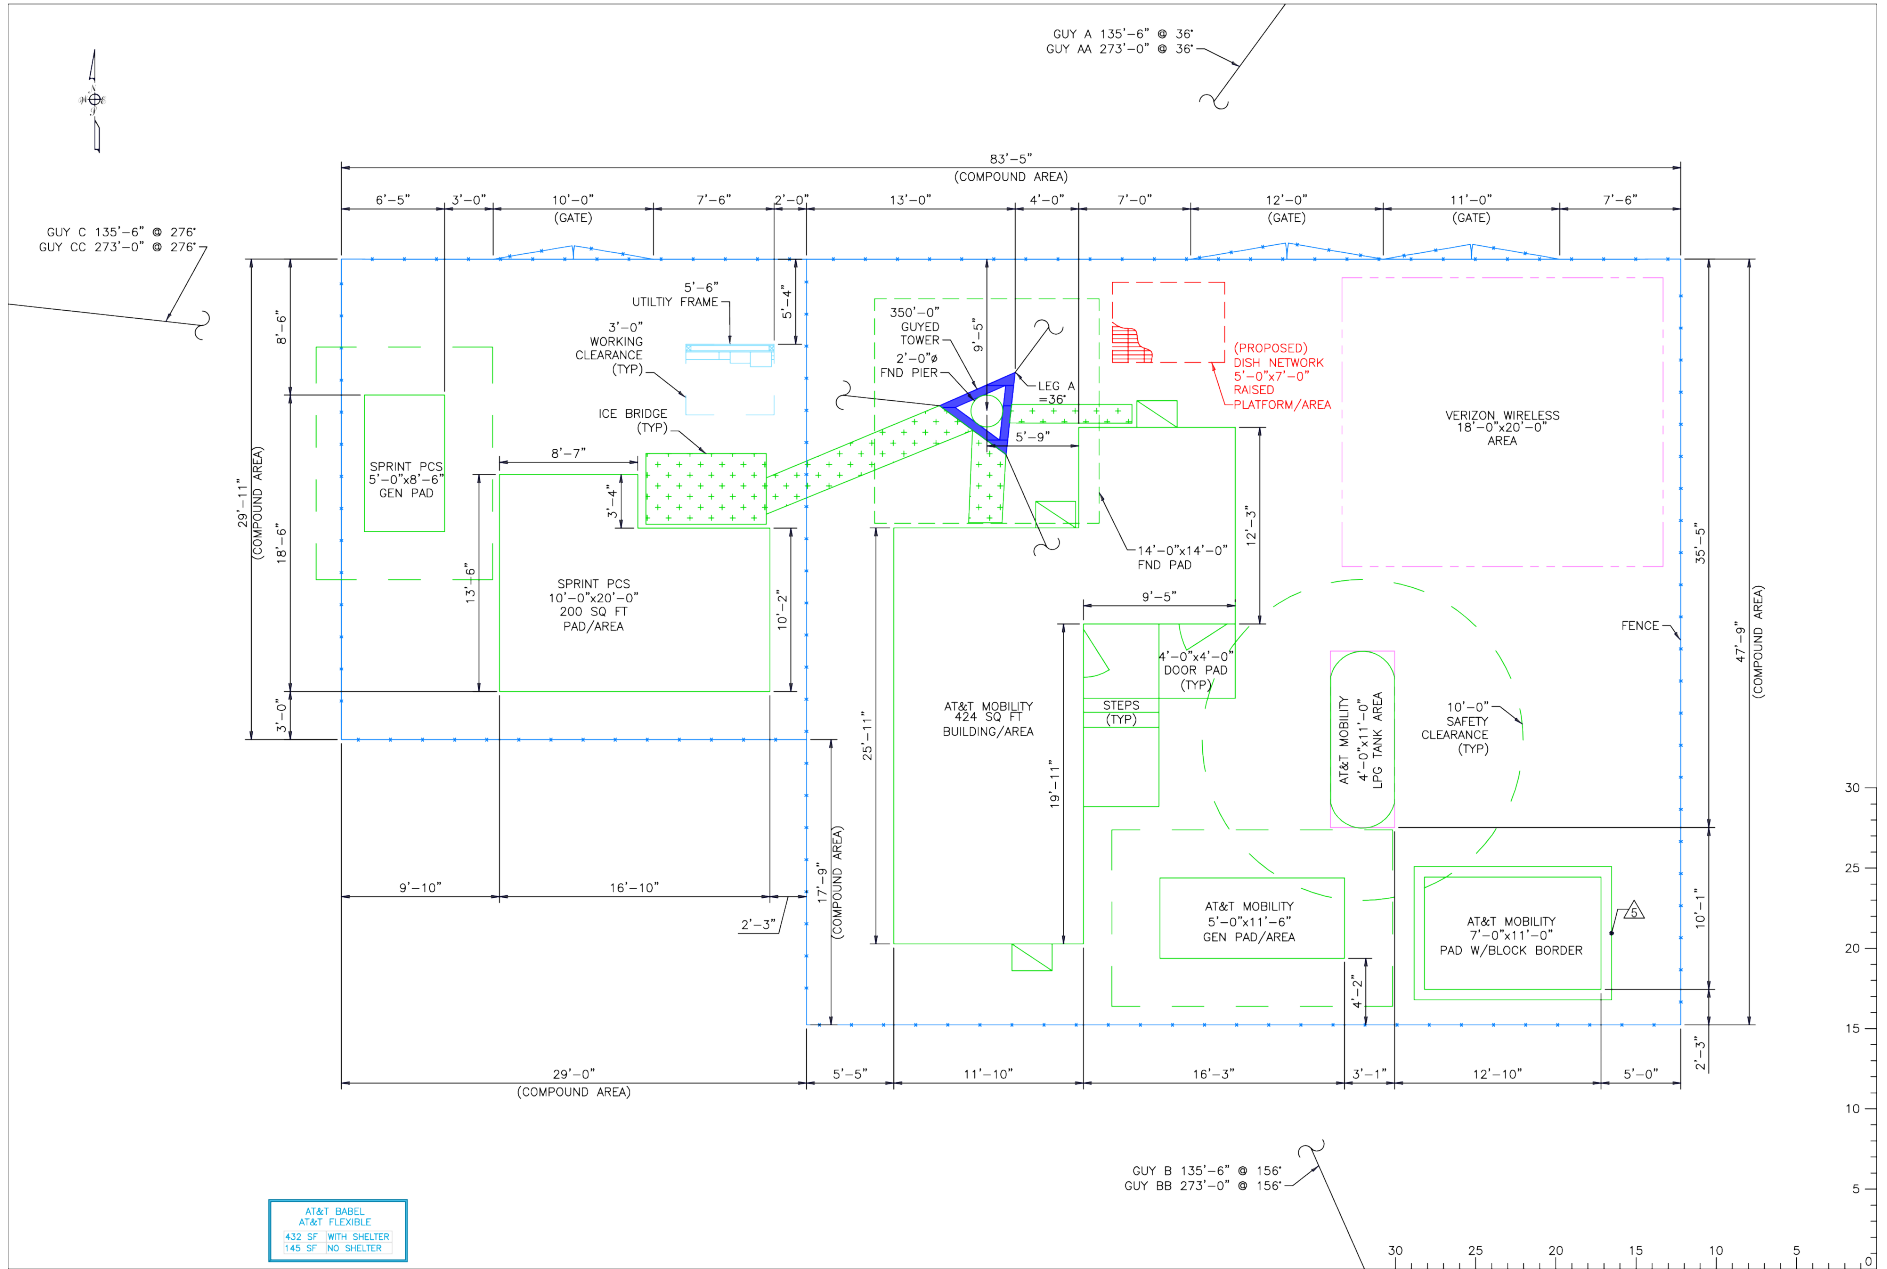 GUY A 135'-6" @ 36°
GUY AA 273'-0" @ 36°
83'-5"
(COMPOUND AREA)
6'-5"
3'-0"
10'-0"
(GATE)
7'-6"
2'-0"
13'-0"
4'-0"
7'-0"
12'-0"
(GATE)
11'-0"
(GATE)
7'-6"
GUY C 135'-6" @ 276°
GUY CC 273'-0" @ 276°
29'-11"
(COMPOUND AREA)
8'-6"
18'-6"
3'-0"
5'-6"
UTILTIY FRAME
5'-4"
3'-0"
WORKING
CLEARANCE
(TYP)
ICE BRIDGE
(TYP)
350'-0"
GUYED
TOWER
2'-0"ø
FND PIER
9'-5"
LEG A
=36°
5'-9"
(PROPOSED)
DISH NETWORK
5'-0"x7'-0"
RAISED
PLATFORM/AREA
VERIZON WIRELESS
18'-0"x20'-0"
AREA
SPRINT PCS
5'-0"x8'-6"
GEN PAD
8'-7"
3'-4"
13'-6"
SPRINT PCS
10'-0"x20'-0"
200 SQ FT
PAD/AREA
10'-2"
14'-0"x14'-0"
FND PAD
12'-3"
9'-5"
35'-5"
47'-9"
(COMPOUND AREA)
FENCE
4'-0"x4'-0"
DOOR PAD
(TYP)
STEPS
(TYP)
AT&T MOBILITY
424 SQ FT
BUILDING/AREA
25'-11"
19'-11"
AT&T MOBILITY
4'-0"x11'-0"
LPG TANK AREA
10'-0"
SAFETY
CLEARANCE
(TYP)
17'-9"
(COMPOUND AREA)
9'-10"
16'-10"
2'-3"
AT&T MOBILITY
5'-0"x11'-6"
GEN PAD/AREA
4'-2"
AT&T MOBILITY
7'-0"x11'-0"
PAD W/BLOCK BORDER
5
10'-1"
2'-3"
29'-0"
(COMPOUND AREA)
5'-5"
11'-10"
16'-3"
3'-1"
12'-10"
5'-0"
GUY B 135'-6" @ 156°
GUY BB 273'-0" @ 156°
AT&T BABEL
AT&T FLEXIBLE
432 SF WITH SHELTER
145 SF NO SHELTER
30
25
20
15
10
5
30 25 20 15 10 5 0